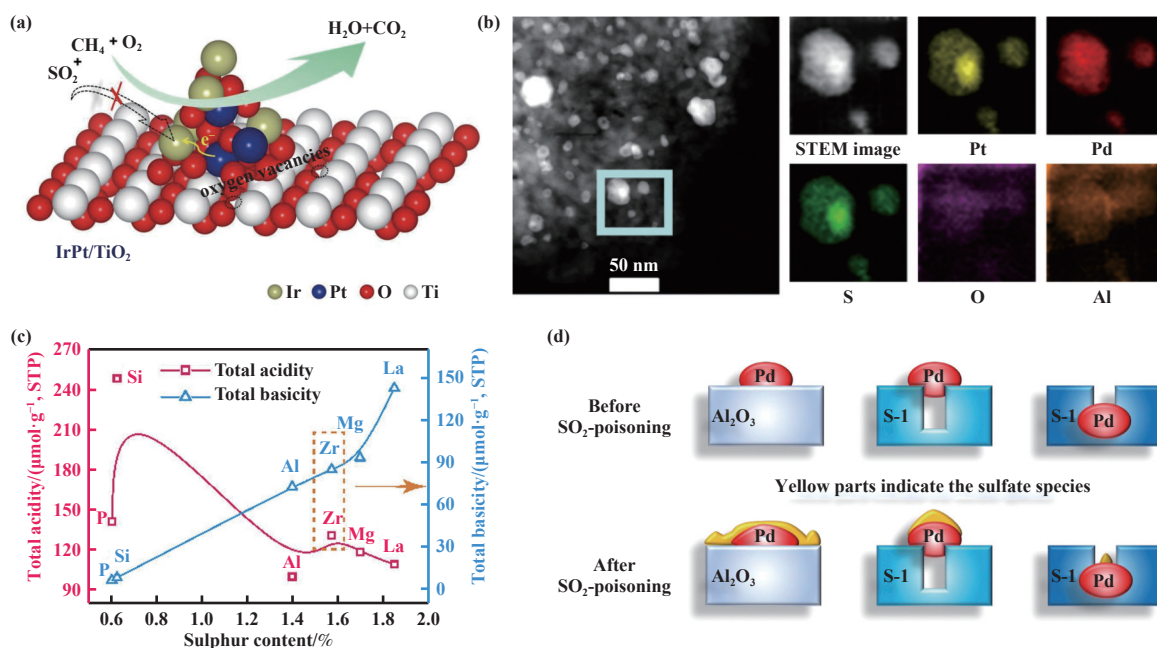 (a)
H₂O+CO₂
CH₄ + O₂
+
SO₂
e⁻
oxygen vacancies
IrPt/TiO₂
Ir Pt O Ti
(b)
50 nm
STEM image Pt Pd
S O Al
(c)
Total acidity/(μmol·g⁻¹, STP)
270
250
210
190
150
120
90
Total acidity
Total basicity
P
Si
Al
Zr
Mg
La
P
Si
Al
Zr
Mg
La
150
120
90
60
30
0
Total basicity/(μmol·g⁻¹, STP)
0.6 0.8 1.0 1.2 1.4 1.6 1.8 2.0
Sulphur content/%
(d)
Before
SO₂-poisoning
Pd
Al₂O₃
Pd
S-1
S-1
Pd
Yellow parts indicate the sulfate species
After
SO₂-poisoning
Pd
Al₂O₃
Pd
S-1
S-1
Pd